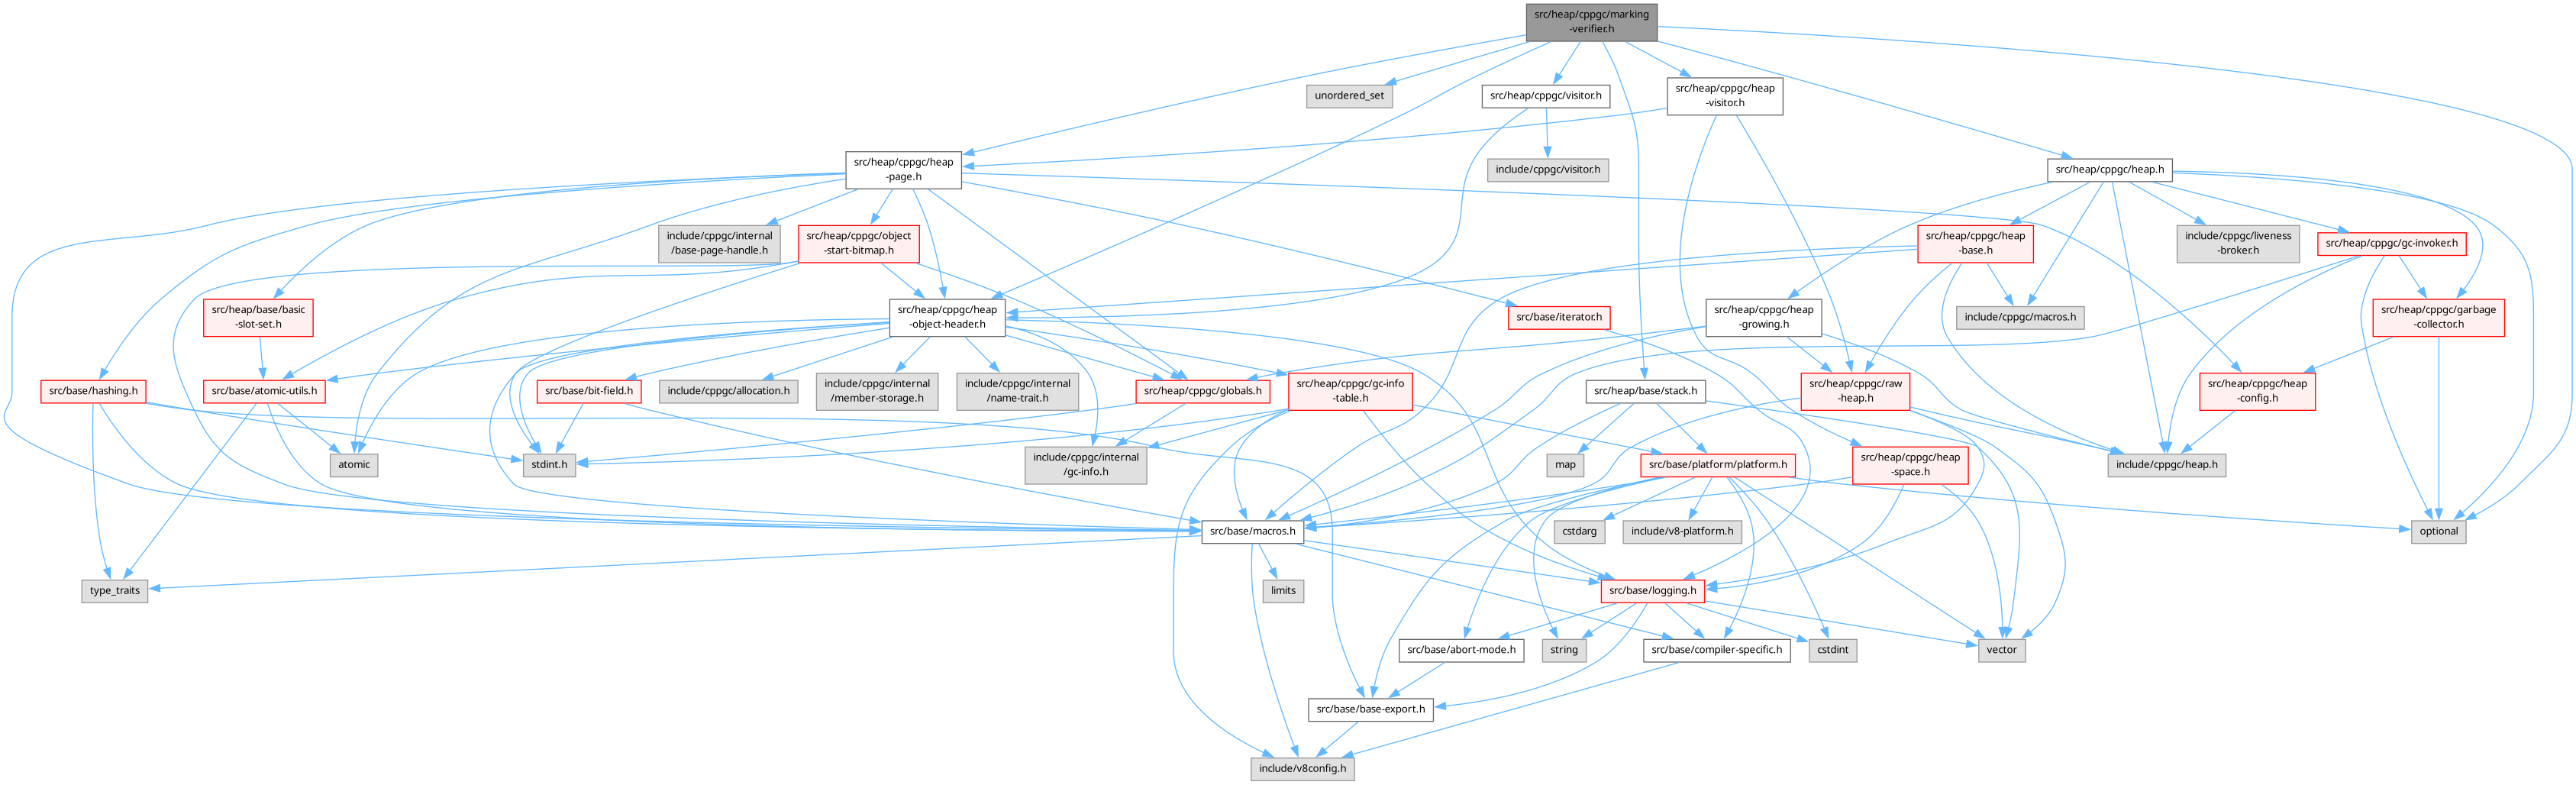 src/heap/cppgc/marking
-verifier.h
unordered_set
src/heap/cppgc/visitor.h
src/heap/cppgc/heap
-visitor.h
src/heap/cppgc/heap
-page.h
include/cppgc/visitor.h
src/heap/cppgc/heap.h
include/cppgc/internal
/base-page-handle.h
src/heap/cppgc/object
-start-bitmap.h
src/heap/cppgc/heap
-base.h
include/cppgc/liveness
-broker.h
src/heap/cppgc/gc-invoker.h
src/heap/base/basic
-slot-set.h
src/heap/cppgc/heap
-object-header.h
src/base/iterator.h
src/heap/cppgc/heap
-growing.h
include/cppgc/macros.h
src/heap/cppgc/garbage
-collector.h
src/base/hashing.h
src/base/atomic-utils.h
src/base/bit-field.h
include/cppgc/allocation.h
include/cppgc/internal
/member-storage.h
include/cppgc/internal
/name-trait.h
src/heap/cppgc/globals.h
src/heap/cppgc/gc-info
-table.h
src/heap/base/stack.h
src/heap/cppgc/raw
-heap.h
src/heap/cppgc/heap
-config.h
atomic
stdint.h
include/cppgc/internal
/gc-info.h
map
src/base/platform/platform.h
src/heap/cppgc/heap
-space.h
include/cppgc/heap.h
src/base/macros.h
cstdarg
include/v8-platform.h
optional
type_traits
limits
src/base/logging.h
src/base/abort-mode.h
string
src/base/compiler-specific.h
cstdint
vector
src/base/base-export.h
include/v8config.h